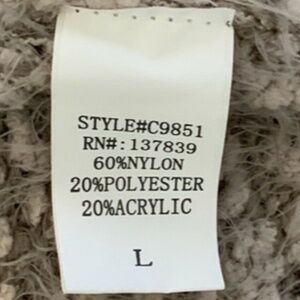 STYLE#C9851
RN#: 137839
60%NYLON
20%POLYESTER
20%ACRYLIC
L